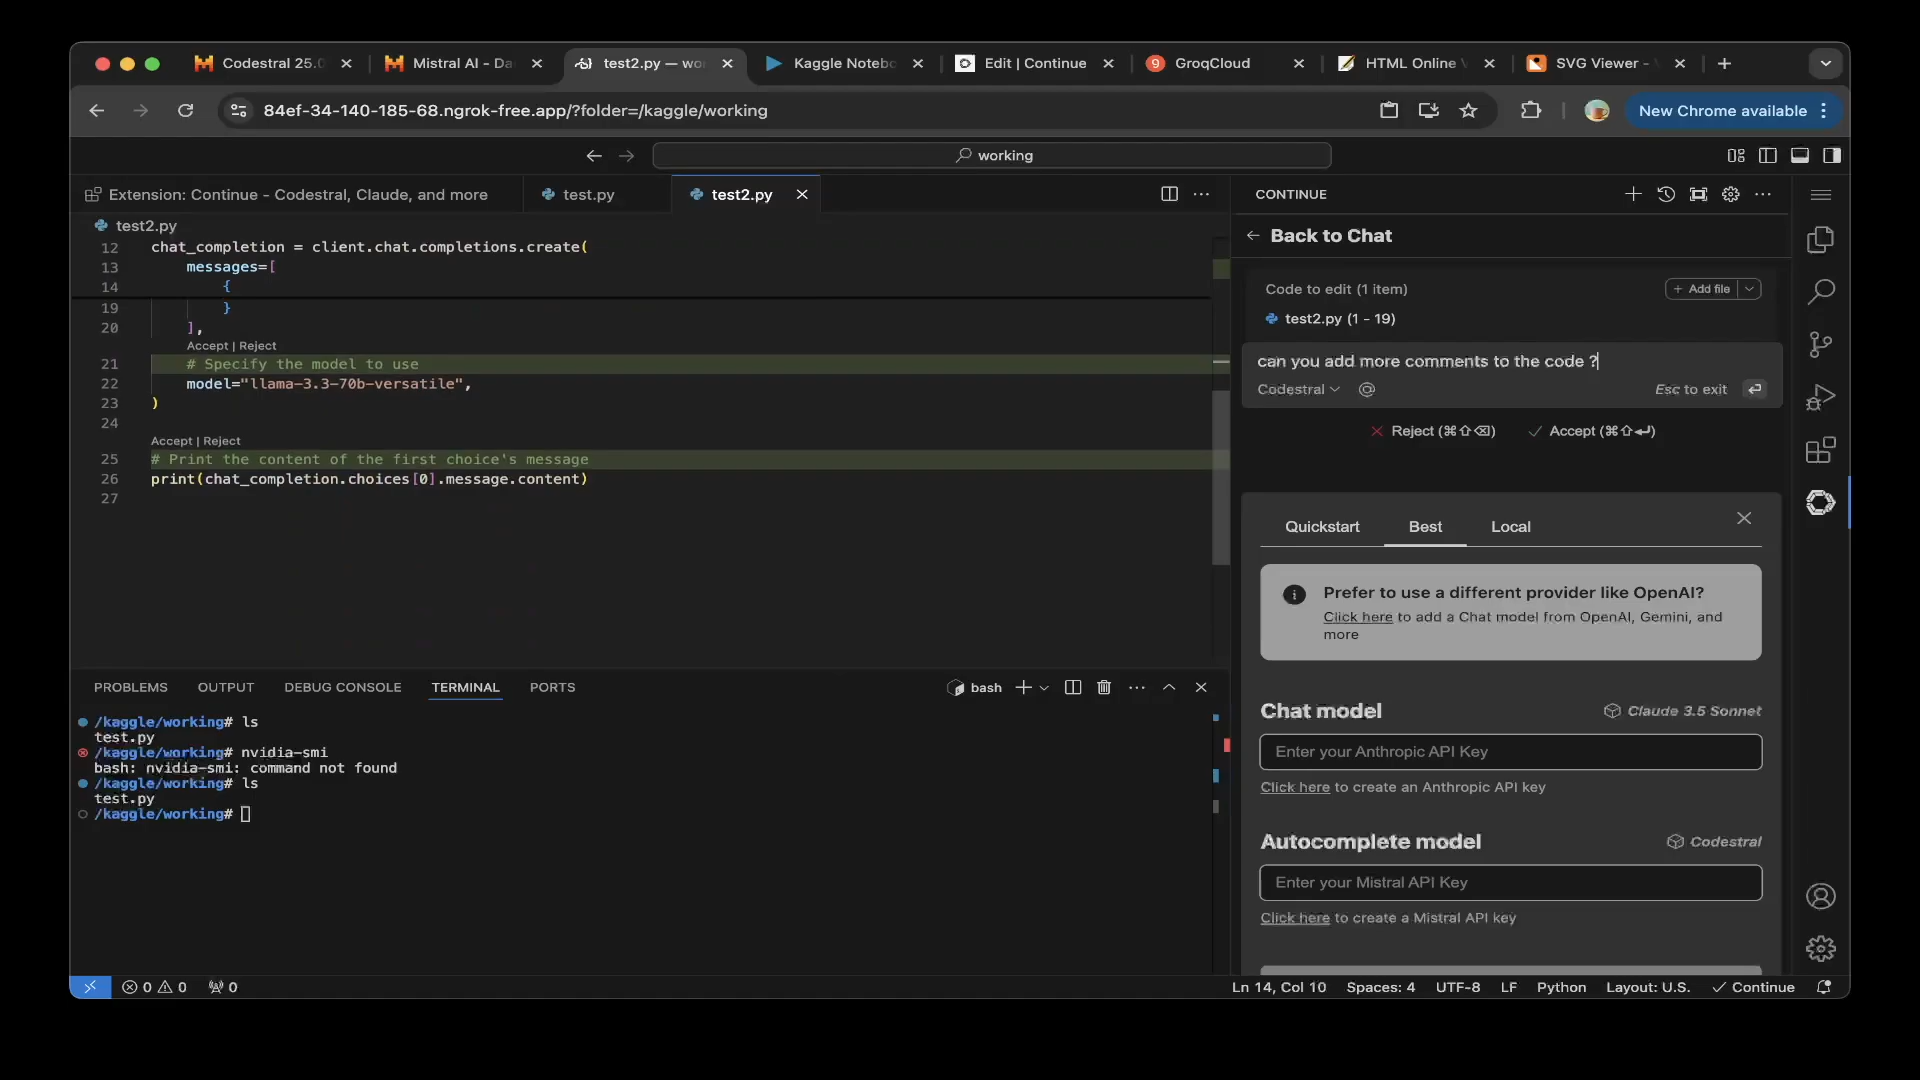 Codestral 25.0
Mistral AI - Da
test2.py — wo
Kaggle Notebo
Edit | Continue
GroqCloud
HTML Online
SVG Viewer -
84ef-34-140-185-68.ngrok-free.app/?folder=/kaggle/working
New Chrome available
working
Extension: Continue - Codestral, Claude, and more
test.py
test2.py
test2.py
12 chat_completion = client.chat.completions.create(
13 messages=[
14 {
19 }
20 ],
Accept | Reject
21 # Specify the model to use
22 model="llama-3.3-70b-versatile",
23 )
24
Accept | Reject
25 # Print the content of the first choice's message
26 print(chat_completion.choices[0].message.content)
27
PROBLEMS OUTPUT DEBUG CONSOLE TERMINAL PORTS
bash
/kaggle/working# ls
test.py
/kaggle/working# nvidia-smi
bash: nvidia-smi: command not found
/kaggle/working# ls
test.py
/kaggle/working#
CONTINUE
Back to Chat
Code to edit (1 item)
+ Add file
test2.py (1 - 19)
can you add more comments to the code ?
Codestral
Esc to exit
Reject (⌘⇧⌫)
Accept (⌘⇧↵)
Quickstart Best Local
Prefer to use a different provider like OpenAI?
Click here to add a Chat model from OpenAI, Gemini, and
more
Chat model
Claude 3.5 Sonnet
Enter your Anthropic API Key
Click here to create an Anthropic API key
Autocomplete model
Codestral
Enter your Mistral API Key
Click here to create a Mistral API key
0 0 0
Ln 14, Col 10 Spaces: 4 UTF-8 LF Python Layout: U.S. Continue